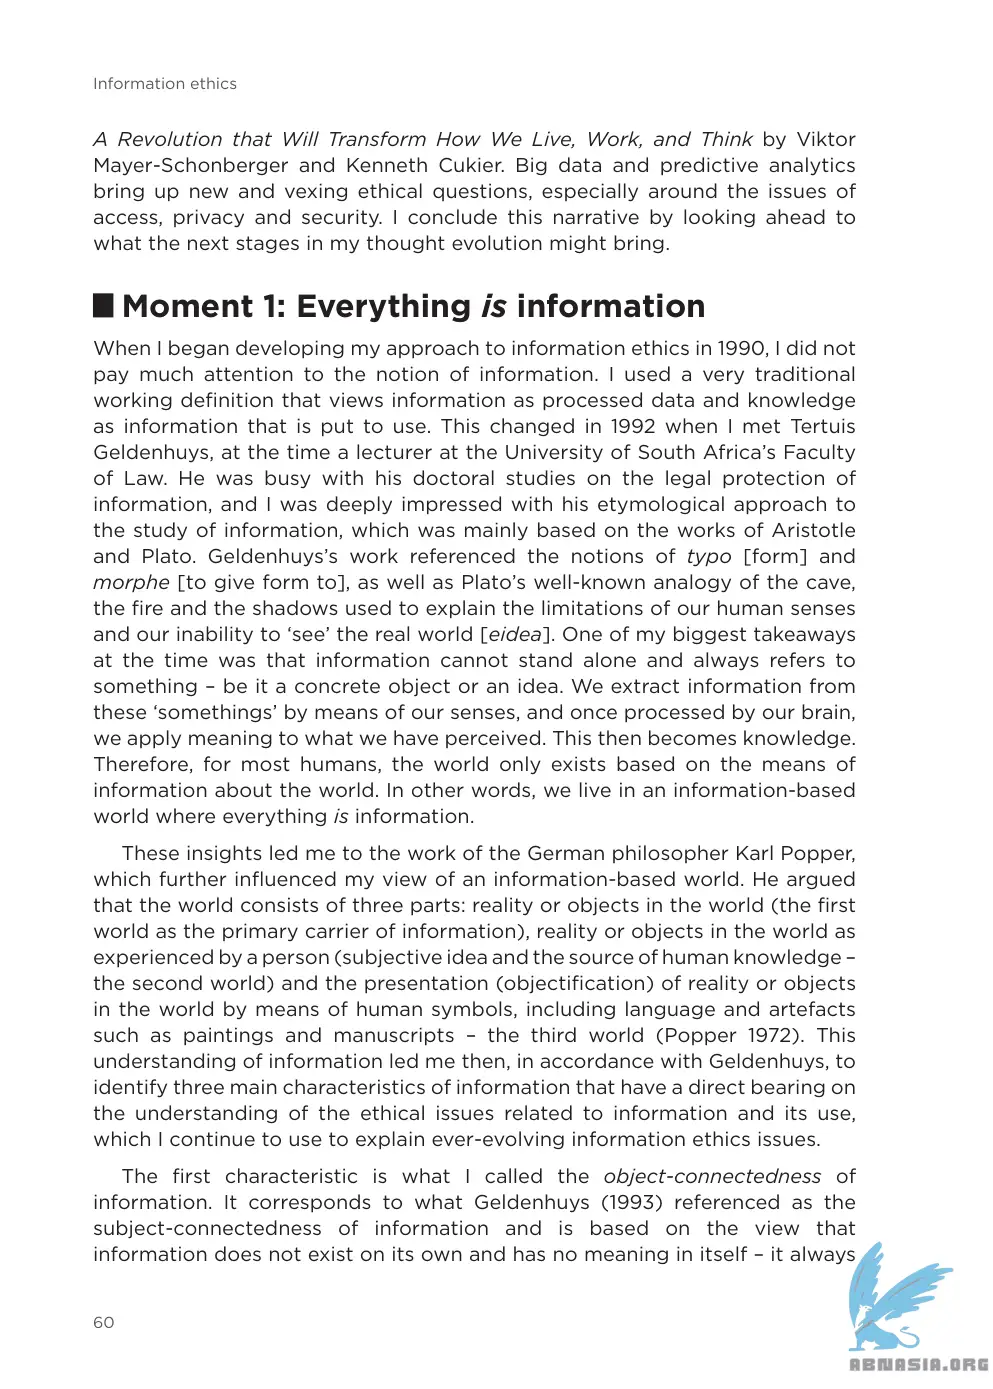 Information ethics
A Revolution that Will Transform How We Live, Work, and Think by Viktor
Mayer-Schonberger and Kenneth Cukier. Big data and predictive analytics
bring up new and vexing ethical questions, especially around the issues of
access, privacy and security. I conclude this narrative by looking ahead to
what the next stages in my thought evolution might bring.
Moment 1: Everything is information
When I began developing my approach to information ethics in 1990, I did not
pay much attention to the notion of information. I used a very traditional
working definition that views information as processed data and knowledge
as information that is put to use. This changed in 1992 when I met Tertuis
Geldenhuys, at the time a lecturer at the University of South Africa’s Faculty
of Law. He was busy with his doctoral studies on the legal protection of
information, and I was deeply impressed with his etymological approach to
the study of information, which was mainly based on the works of Aristotle
and Plato. Geldenhuys’s work referenced the notions of typo [form] and
morphe [to give form to], as well as Plato’s well-known analogy of the cave,
the fire and the shadows used to explain the limitations of our human senses
and our inability to ‘see’ the real world [eidea]. One of my biggest takeaways
at the time was that information cannot stand alone and always refers to
something – be it a concrete object or an idea. We extract information from
these ‘somethings’ by means of our senses, and once processed by our brain,
we apply meaning to what we have perceived. This then becomes knowledge.
Therefore, for most humans, the world only exists based on the means of
information about the world. In other words, we live in an information-based
world where everything is information.
These insights led me to the work of the German philosopher Karl Popper,
which further influenced my view of an information-based world. He argued
that the world consists of three parts: reality or objects in the world (the first
world as the primary carrier of information), reality or objects in the world as
experienced by a person (subjective idea and the source of human knowledge –
the second world) and the presentation (objectification) of reality or objects
in the world by means of human symbols, including language and artefacts
such as paintings and manuscripts – the third world (Popper 1972). This
understanding of information led me then, in accordance with Geldenhuys, to
identify three main characteristics of information that have a direct bearing on
the understanding of the ethical issues related to information and its use,
which I continue to use to explain ever-evolving information ethics issues.
The first characteristic is what I called the object-connectedness of
information. It corresponds to what Geldenhuys (1993) referenced as the
subject-connectedness of information and is based on the view that
information does not exist on its own and has no meaning in itself – it always
60
ABNASIA.ORG